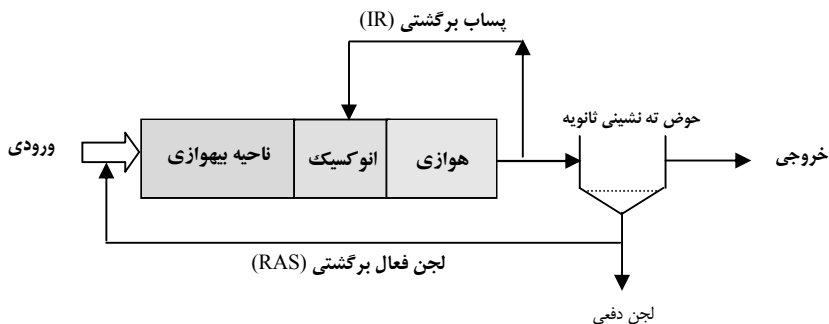 پساب برگشتی (IR)
حوض ته نشینی ثانویه
ورودی
ناحیه بیهوازی
انوکسیک
هوازی
خروجی
لجن فعال برگشتی (RAS)
لجن دفعی